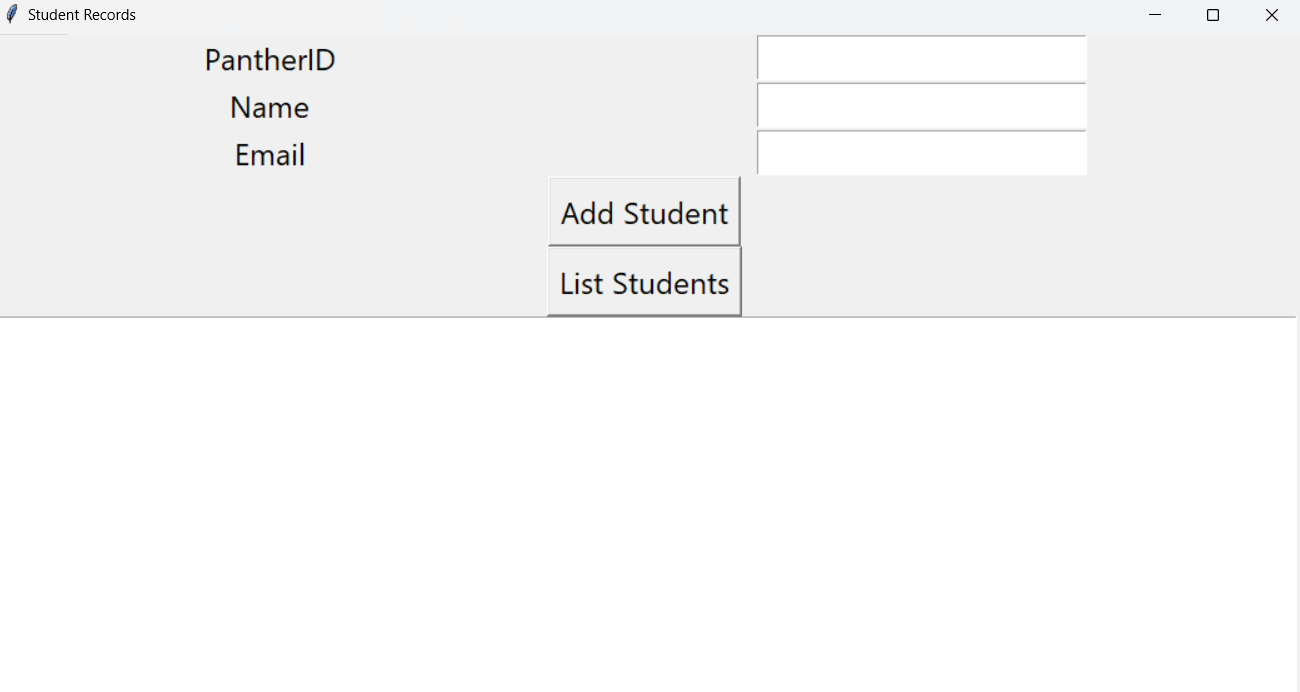 Student Records
PantherID
Name
Email
Add Student
List Students